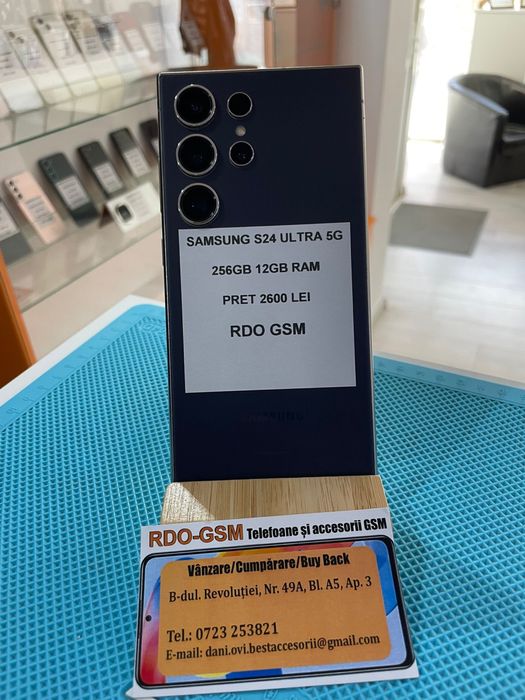 SAMSUNG S24 ULTRA 5G
256GB 12GB RAM
PRET 2600 LEI
RDO GSM
SAMSUNG
RDO-GSM Telefoane și accesorii GSM
Vânzare/Cumpărare/Buy Back
B-dul. Revoluției, Nr. 49A, Bl. A5, Ap. 3
Tel.: 0723 253821
E-mail: dani.ovi.bestaccesorii@gmail.com